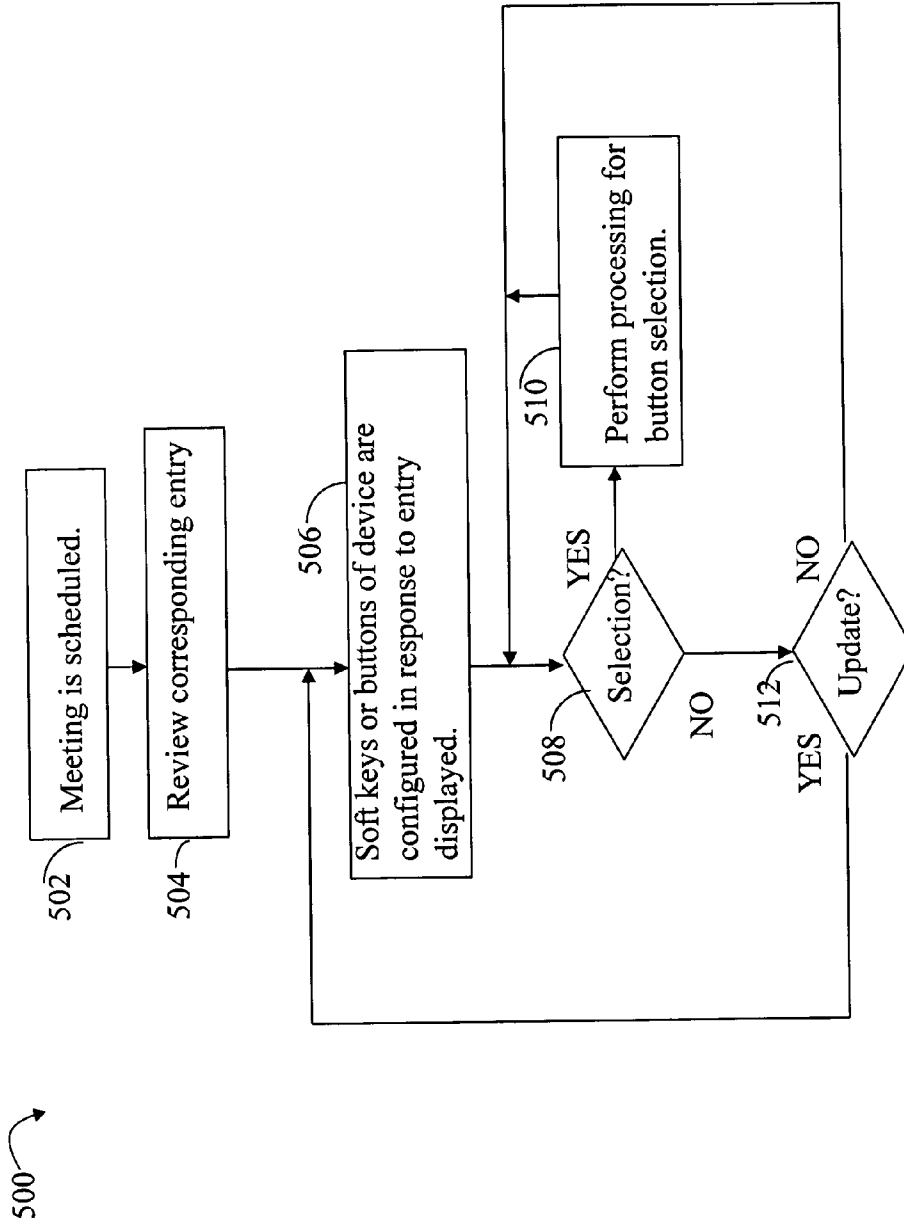 500
502
Meeting is scheduled.
504
Review corresponding entry
506
Soft keys or buttons of device are
configured in response to entry
displayed.
508
Selection?
YES
510
Perform processing for
button selection.
NO
512
Update?
YES
NO